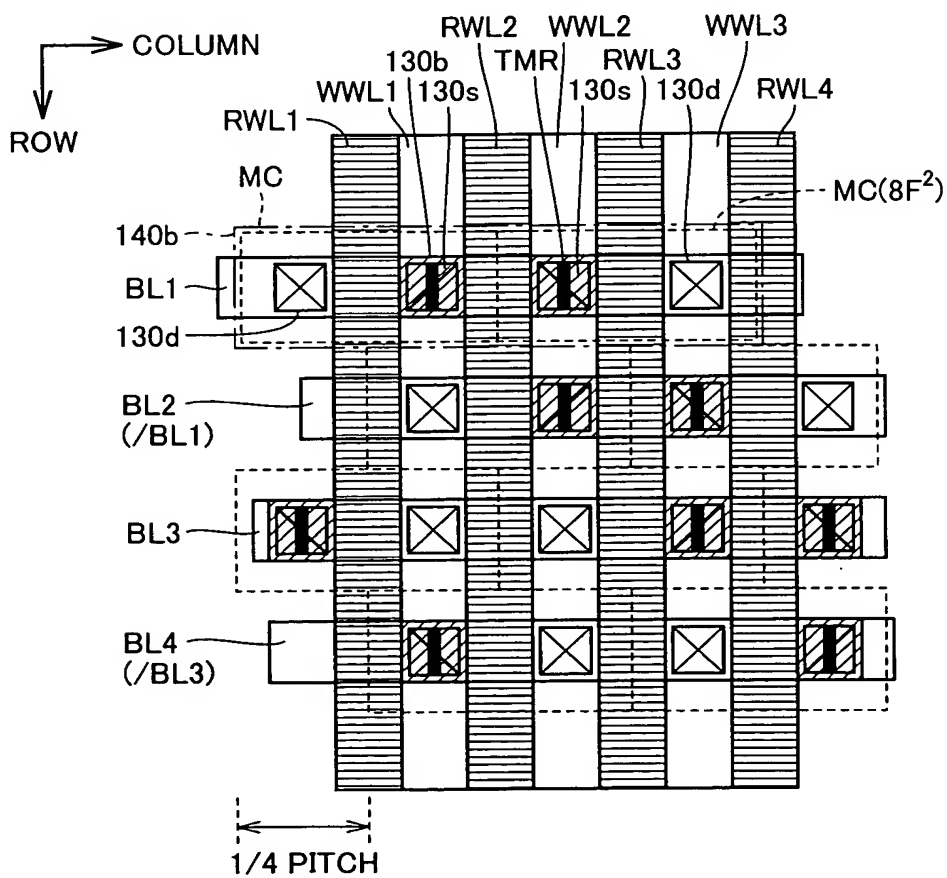 COLUMN
ROW
RWL2 WWL2 WWL3
130b TMR RWL3
WWL1 130s 130s 130d RWL4
RWL1
MC
MC(8F²)
140b
BL1
130d
BL2
(/BL1)
BL3
BL4
(/BL3)
1/4 PITCH